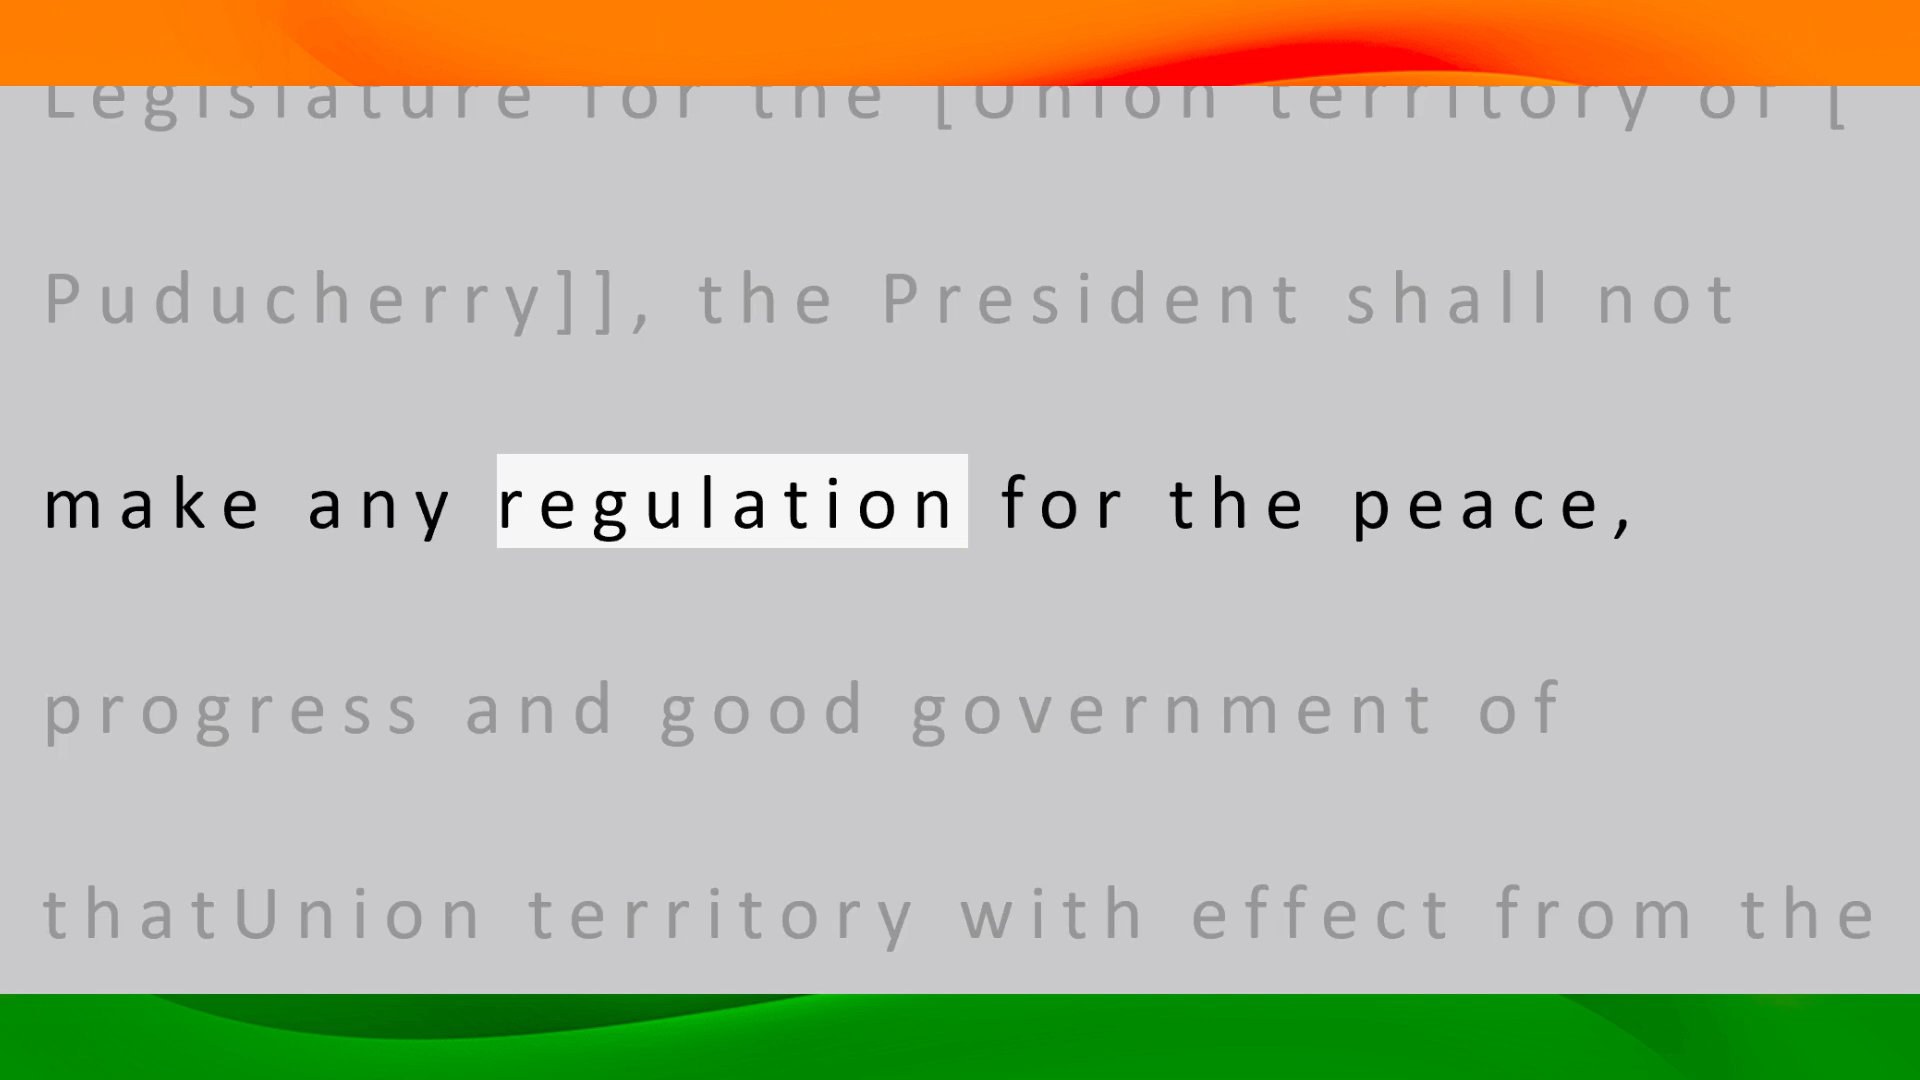 Legislature for the [Union territory of [
Puducherry]], the President shall not
make any regulation for the peace,
progress and good government of
thatUnion territory with effect from the